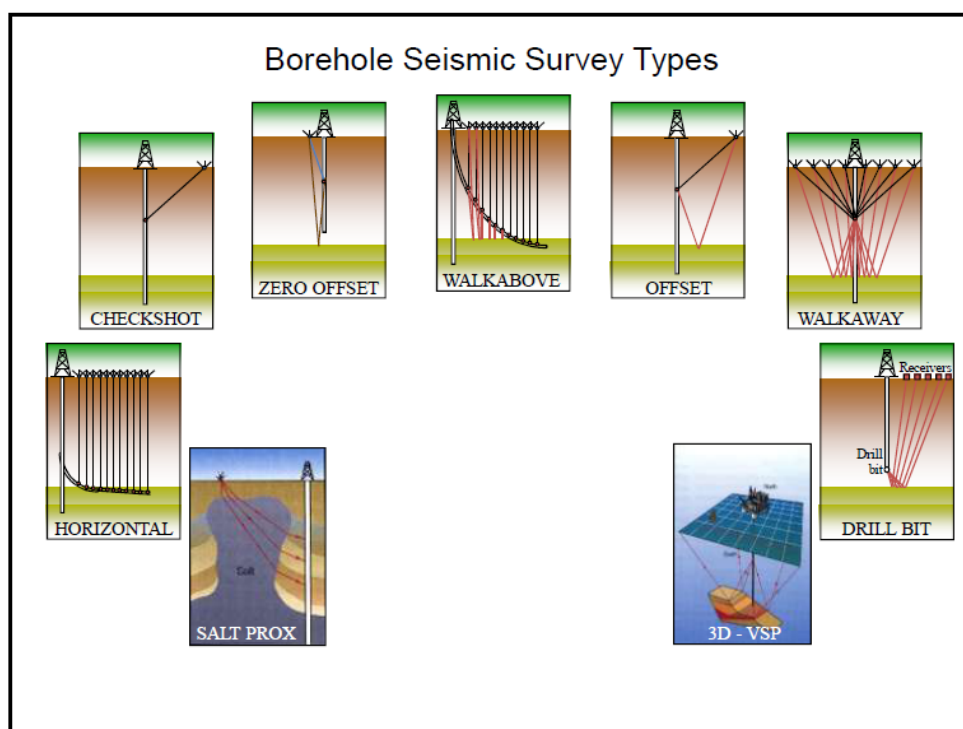 Borehole Seismic Survey Types
CHECKSHOT
ZERO OFFSET
WALKABOVE
OFFSET
WALKAWAY
HORIZONTAL
Salt
SALT PROX
3D - VSP
Receivers
Drill
bit
DRILL BIT